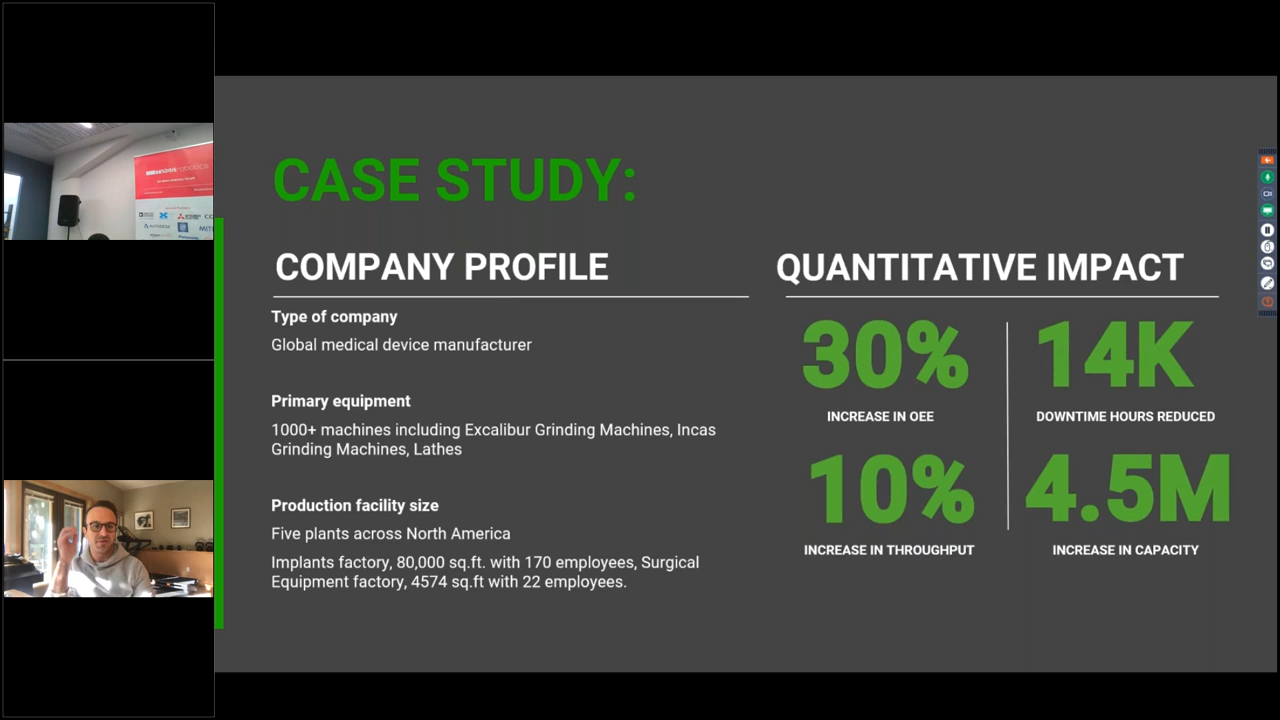 CASE STUDY:
COMPANY PROFILE
Type of company
Global medical device manufacturer
Primary equipment
1000+ machines including Excalibur Grinding Machines, Incas
Grinding Machines, Lathes
Production facility size
Five plants across North America
Implants factory, 80,000 sq.ft. with 170 employees, Surgical
Equipment factory, 4574 sq.ft with 22 employees.
QUANTITATIVE IMPACT
30%
INCREASE IN OEE
14K
DOWNTIME HOURS REDUCED
10%
INCREASE IN THROUGHPUT
4.5M
INCREASE IN CAPACITY